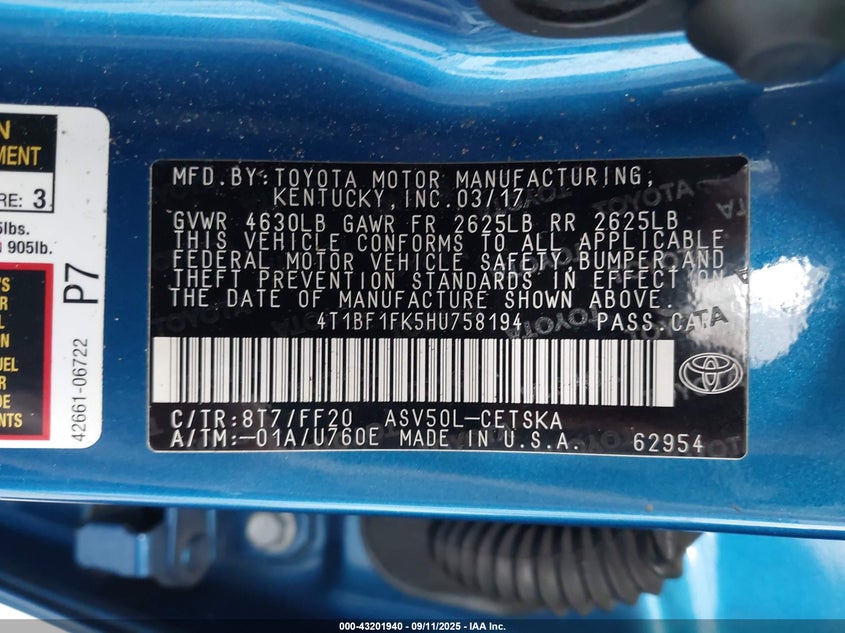 N
MENT
RE: 3
lbs.
905lb.
'S
R
R
UEL
R
ENTS
P7
42661-06722
MFD.BY:TOYOTA MOTOR MANUFACTURING,
KENTUCKY,INC.03/17
GVWR 4630LB GAWR FR 2625LB RR 2625LB
THIS VEHICLE CONFORMS TO ALL APPLICABLE
FEDERAL MOTOR VEHICLE SAFETY,BUMPER AND
THEFT PREVENTION STANDARDS IN EFFECT ON
THE DATE OF MANUFACTURE SHOWN ABOVE.
4T1BF1FK5HU758194 PASS.CAR
C/TR:8T7/FF20 ASV50L-CETSKA
A/TM:-01A/U760E MADE IN U.S.A. 62954
000-43201940 - 09/11/2025 - IAA Inc.